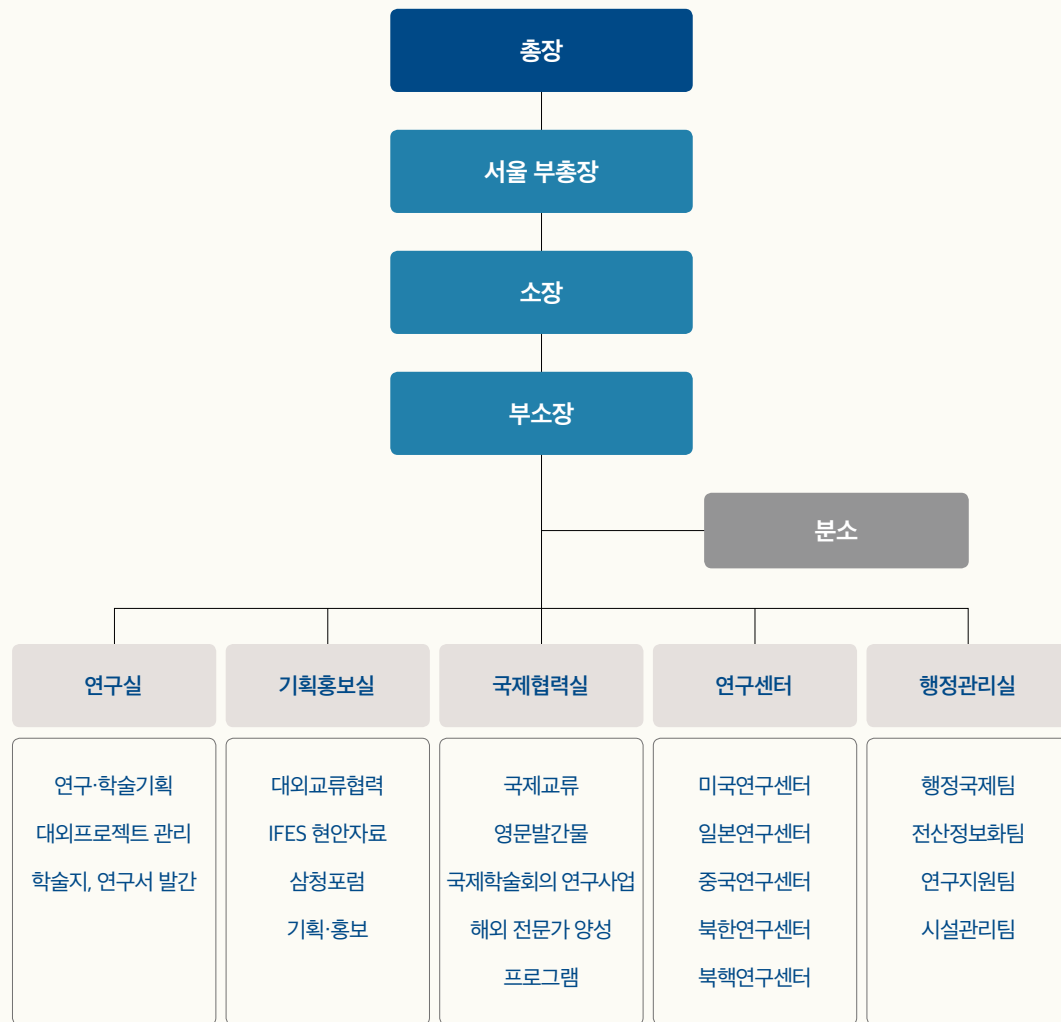 총장
서울 부총장
소장
부소장
분소
연구실
기획홍보실
국제협력실
연구센터
행정관리실
연구·학술기획
대외프로젝트 관리
학술지, 연구서 발간
대외교류협력
IFES 현안자료
삼청포럼
기획·홍보
국제교류
영문발간물
국제학술회의 연구사업
해외 전문가 양성
프로그램
미국연구센터
일본연구센터
중국연구센터
북한연구센터
북핵연구센터
행정국제팀
전산정보화팀
연구지원팀
시설관리팀